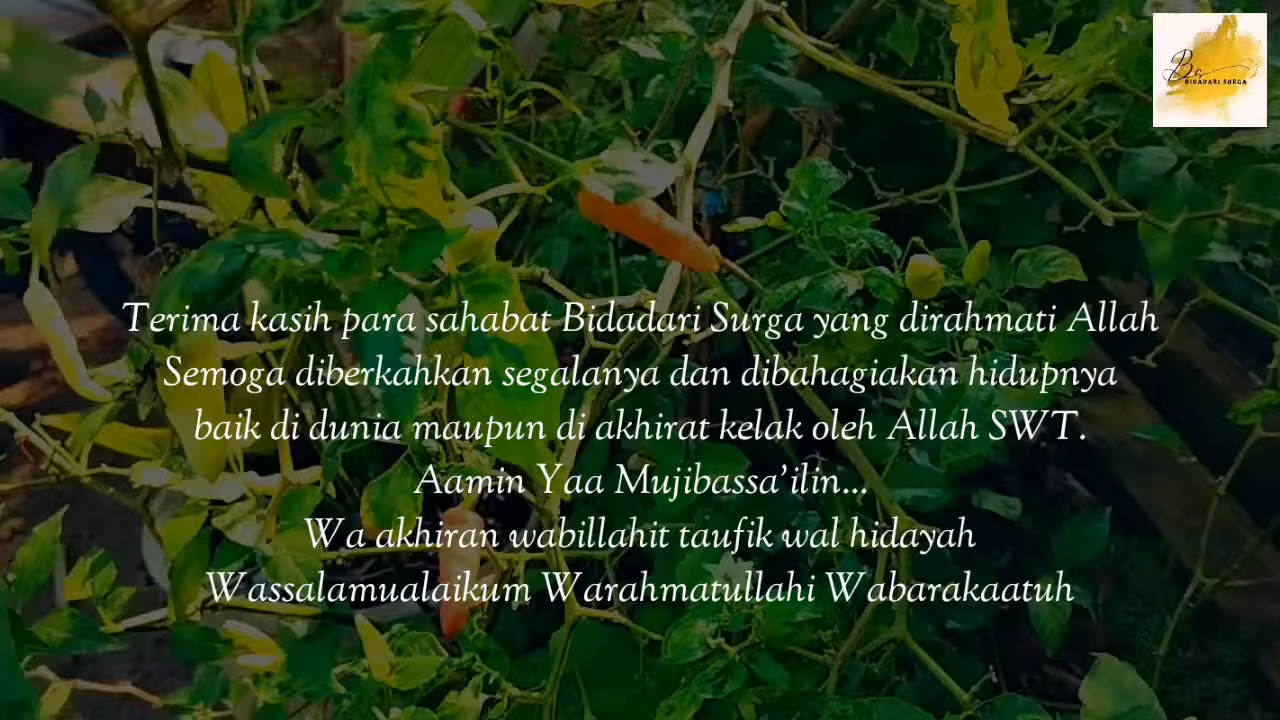 Bs
BIDADARI SURGA
Terima kasih para sahabat Bidadari Surga yang dirahmati Allah
Semoga diberkahkan segalanya dan dibahagiakan hidupnya
baik di dunia maupun di akhirat kelak oleh Allah SWT.
Aamin Yaa Mujibassa'ilin...
Wa akhiran wabillahit taufik wal hidayah
Wassalamualaikum Warahmatullahi Wabarakaatuh